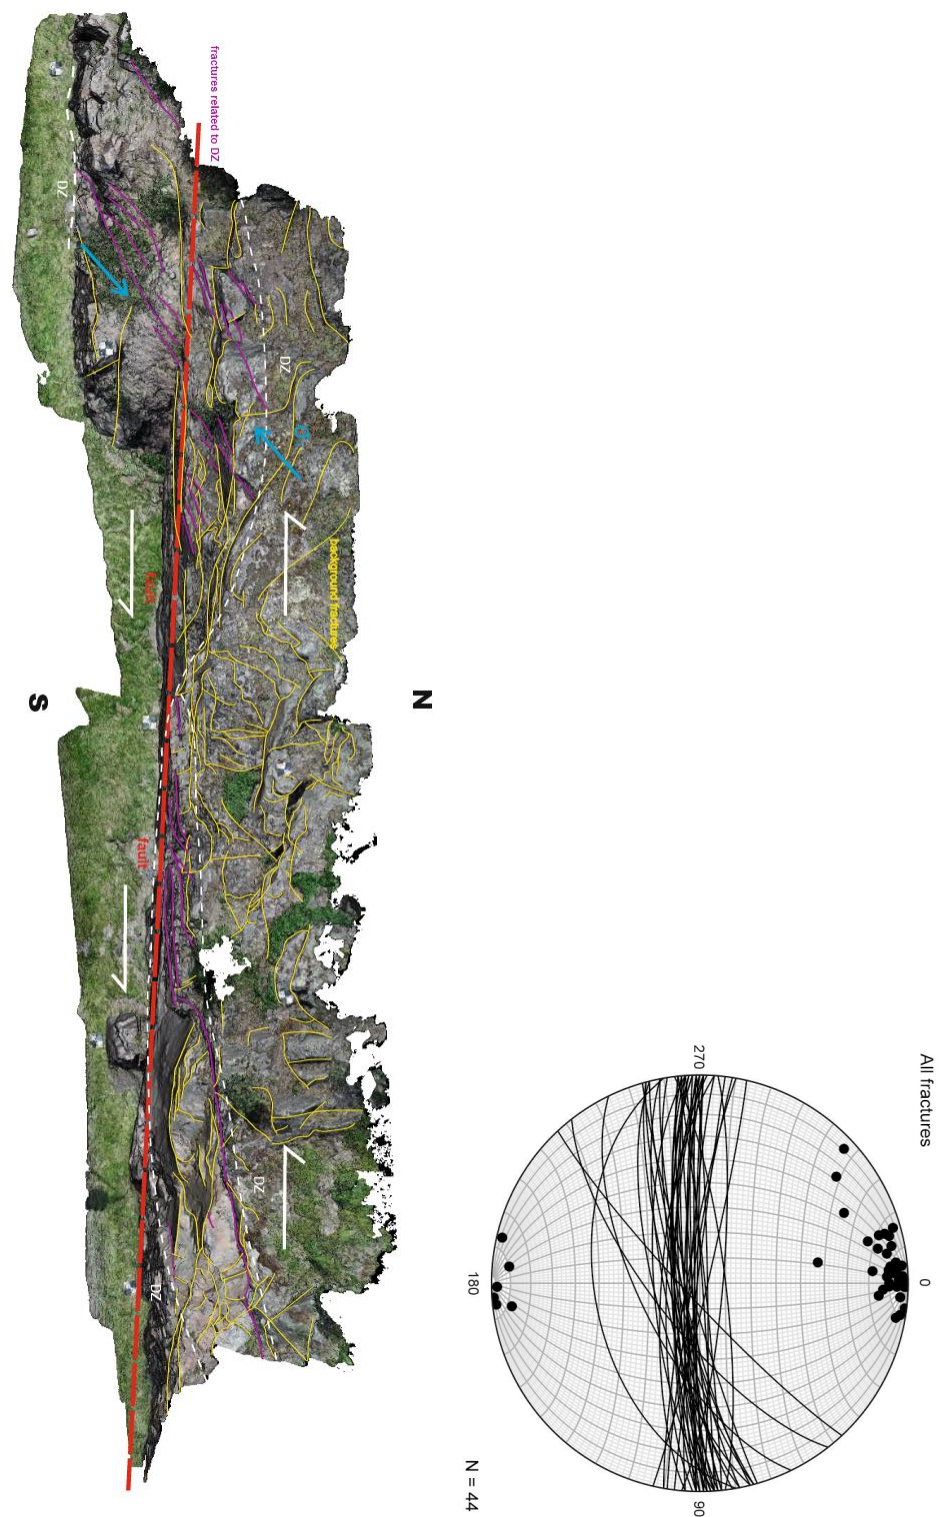 fractures related to DZ
DZ
DZ
σ₁
background fractures
fault
S
N
fault
DZ
DZ
All fractures
270
0
180
90
N = 44